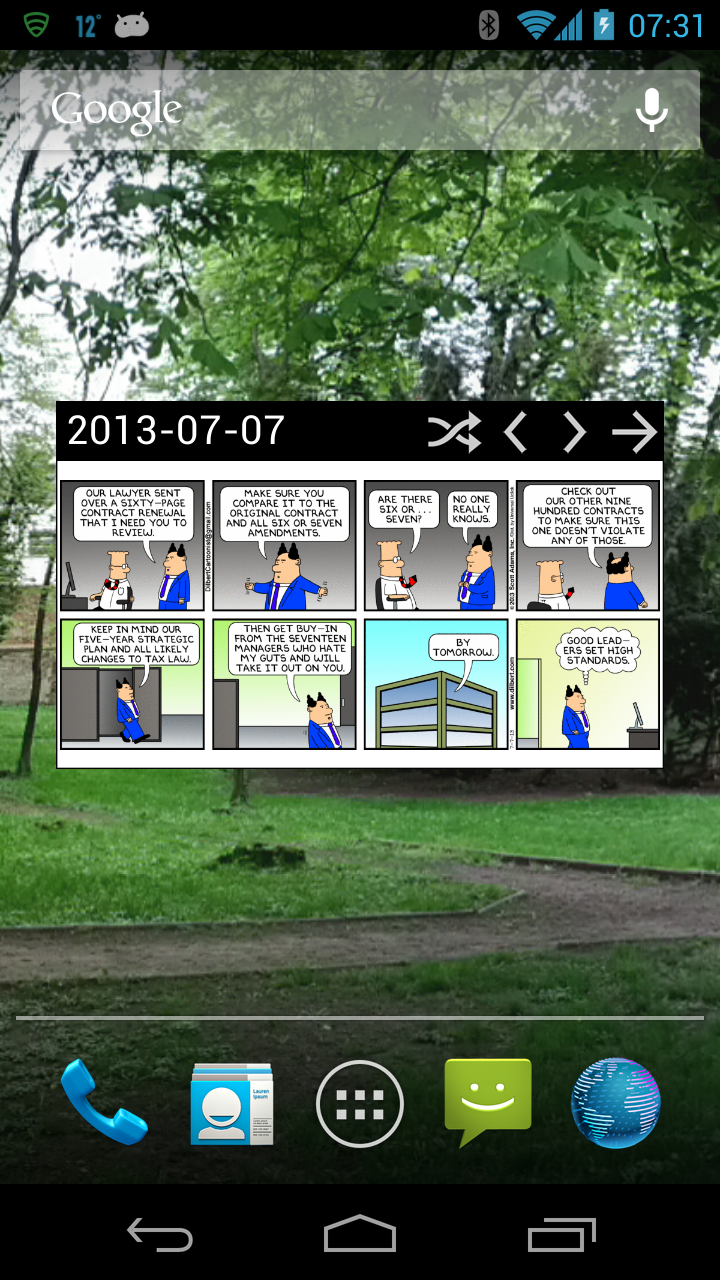 12°
07:31
Google
2013-07-07
OUR LAWYER SENT
OVER A SIXTY-PAGE
CONTRACT RENEWAL
THAT I NEED YOU TO
REVIEW.
DilbertCartoonist@gmail.com
MAKE SURE YOU
COMPARE IT TO THE
ORIGINAL CONTRACT
AND ALL SIX OR SEVEN
AMENDMENTS.
ARE THERE
SIX OR . . .
SEVEN?
NO ONE
REALLY
KNOWS.
©2013 Scott Adams, Inc.
CHECK OUT
OUR OTHER NINE
HUNDRED CONTRACTS
TO MAKE SURE THIS
ONE DOESN'T VIOLATE
ANY OF THOSE.
KEEP IN MIND OUR
FIVE-YEAR STRATEGIC
PLAN AND ALL LIKELY
CHANGES TO TAX LAW.
THEN GET BUY-IN
FROM THE SEVENTEEN
MANAGERS WHO HATE
MY GUTS AND WILL
TAKE IT OUT ON YOU.
BY
TOMORROW.
7-7-13
www.dilbert.com
GOOD LEAD-
ERS SET HIGH
STANDARDS.
Lauren
Ipsum